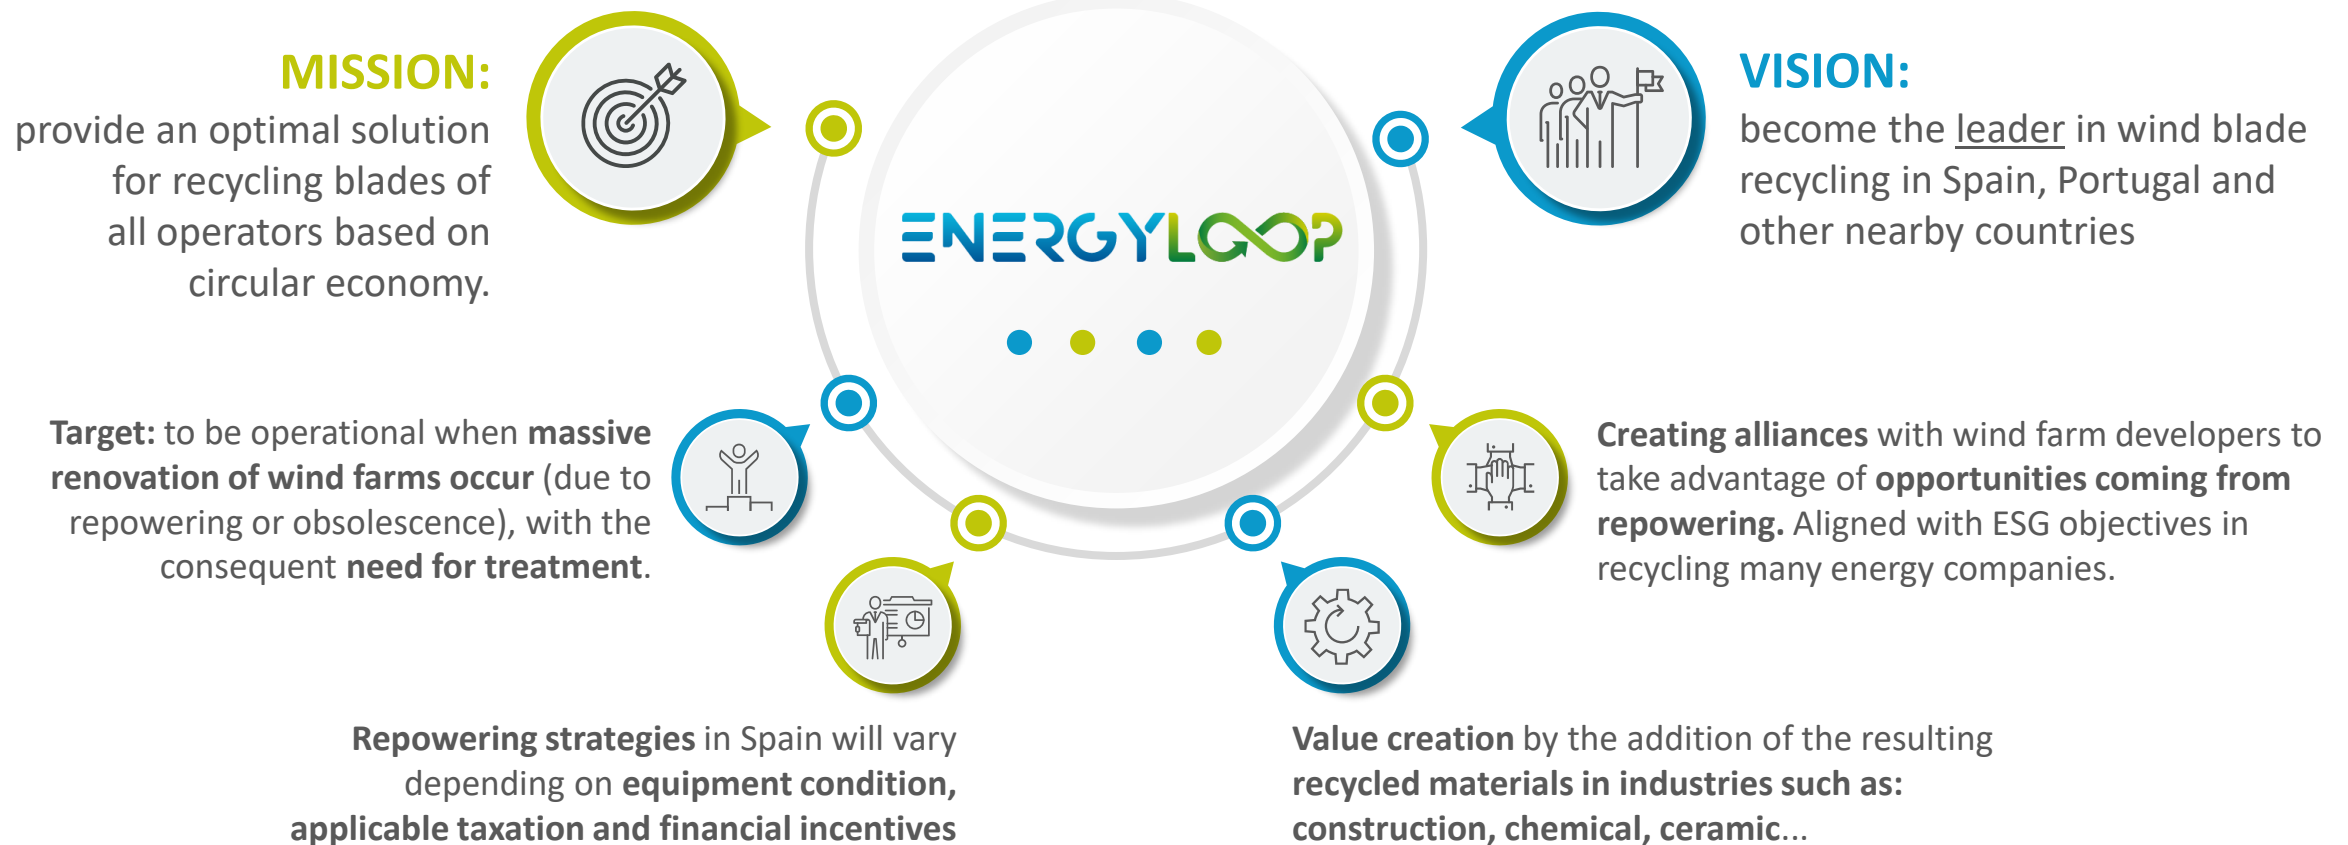 MISSION:
provide an optimal solution
for recycling blades of
all operators based on
circular economy.
ENERGYLOOP
VISION:
become the leader in wind blade
recycling in Spain, Portugal and
other nearby countries
Target: to be operational when massive
renovation of wind farms occur (due to
repowering or obsolescence), with the
consequent need for treatment.
Creating alliances with wind farm developers to
take advantage of opportunities coming from
repowering. Aligned with ESG objectives in
recycling many energy companies.
Repowering strategies in Spain will vary
depending on equipment condition,
applicable taxation and financial incentives
Value creation by the addition of the resulting
recycled materials in industries such as:
construction, chemical, ceramic...